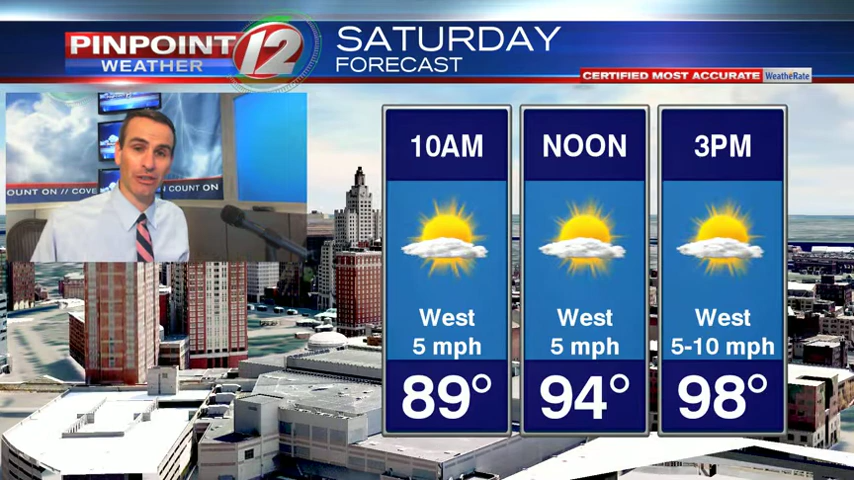 PINPOINT 12
WEATHER
SATURDAY
FORECAST
CERTIFIED MOST ACCURATE WeatheRate
OUNT ON // COVE
I COUNT ON
10AM NOON 3PM
West West West
5 mph 5 mph 5-10 mph
89° 94° 98°